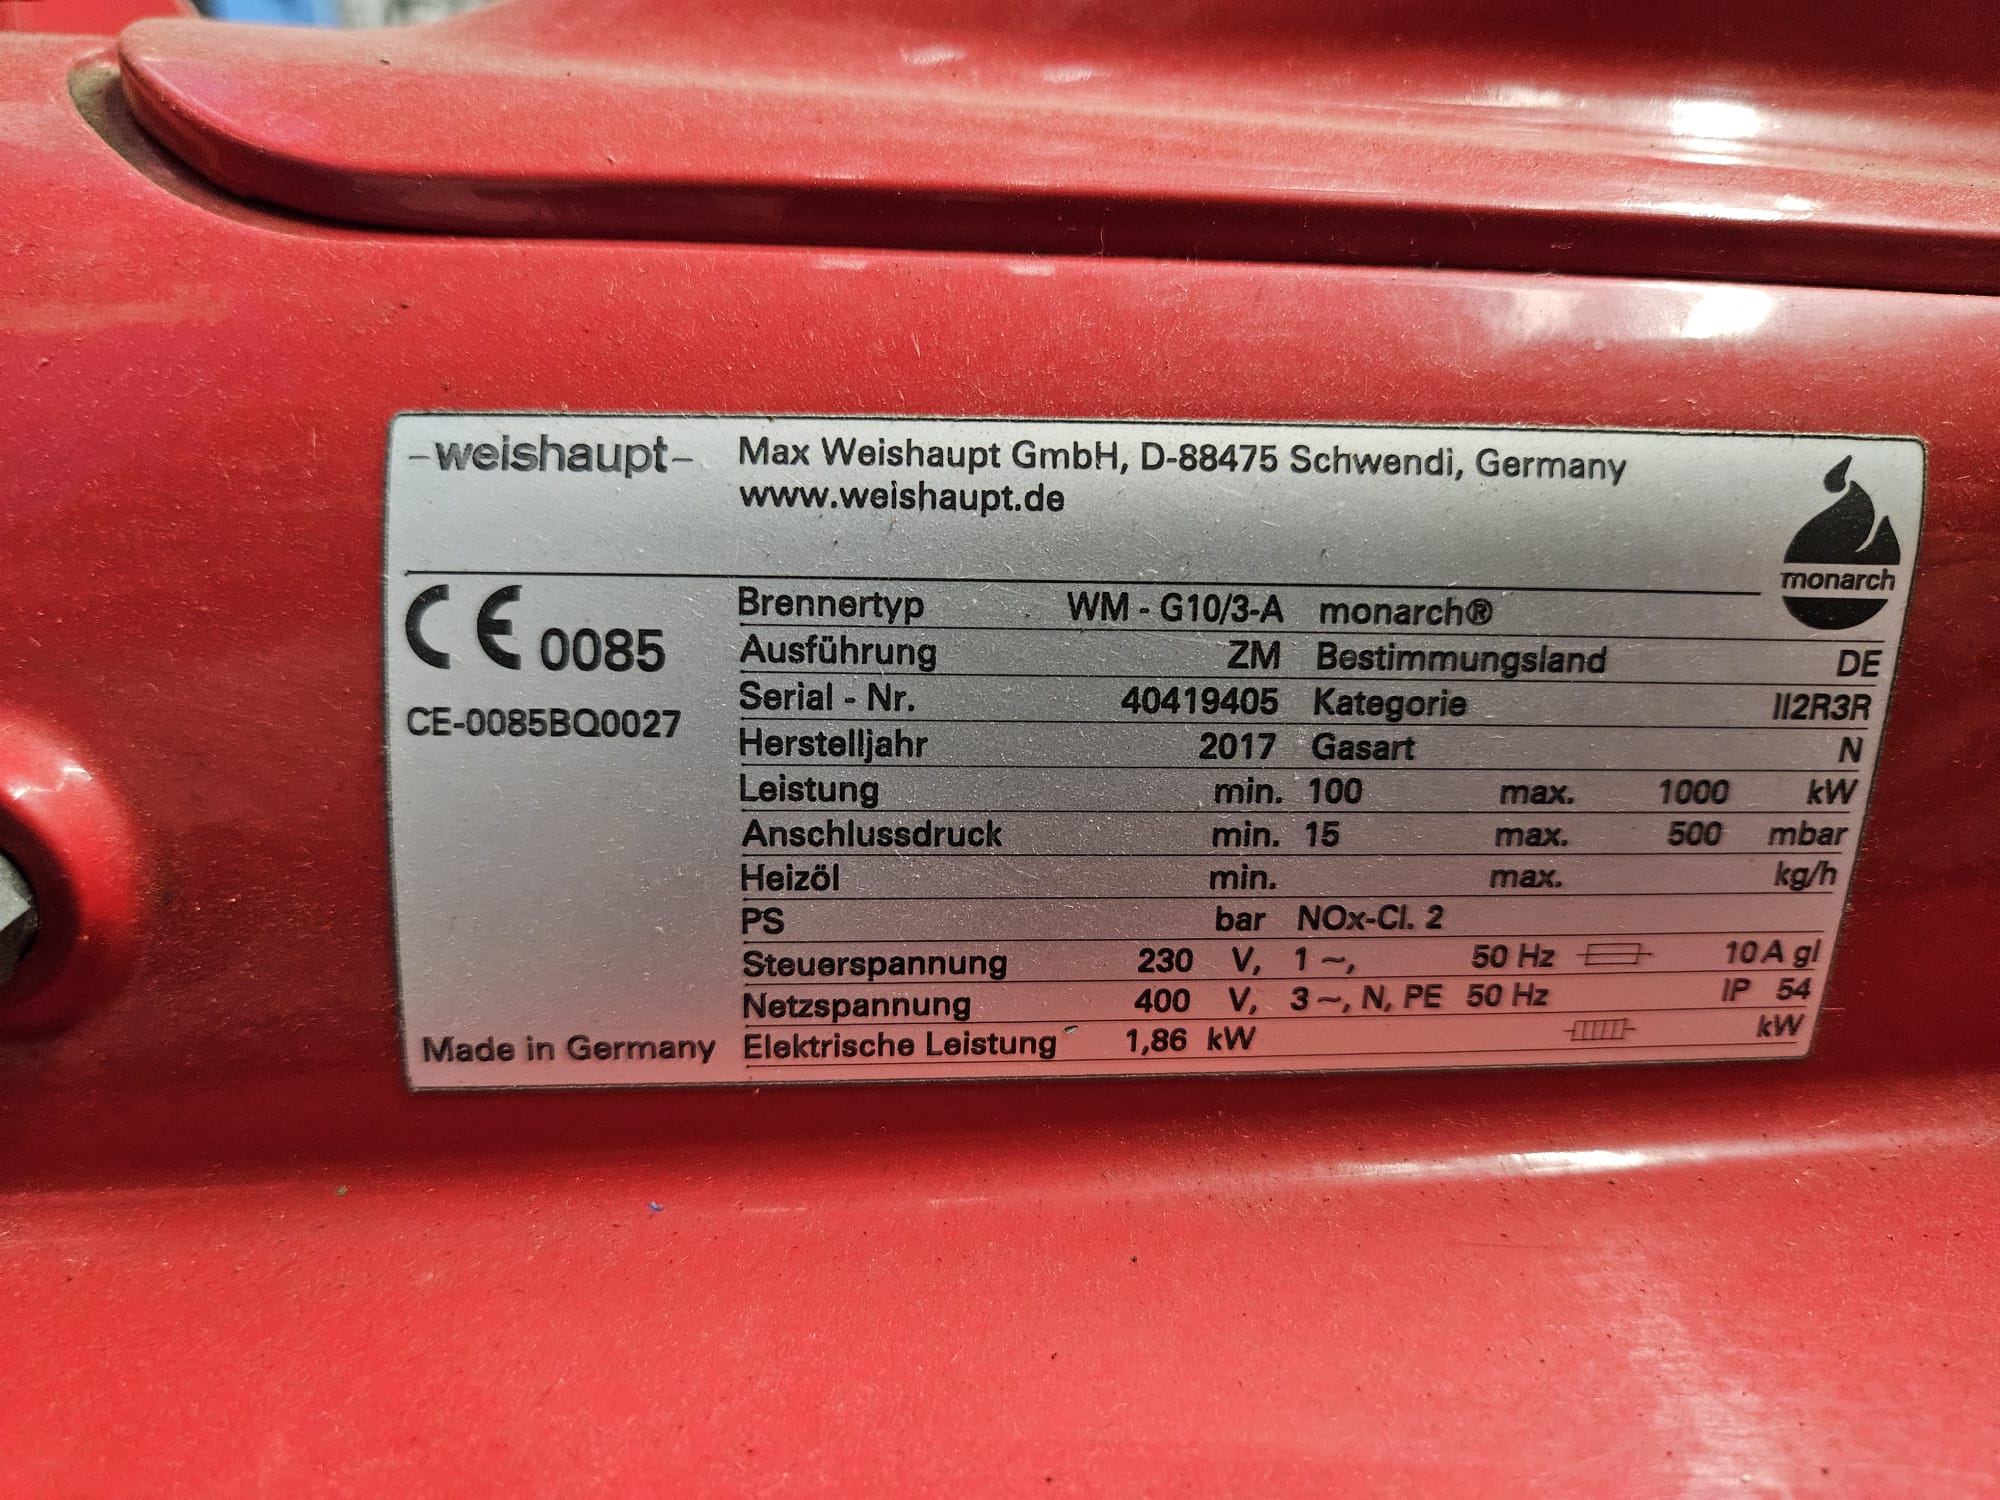 -weishaupt- Max Weishaupt GmbH, D-88475 Schwendi, Germany
www.weishaupt.de
monarch
CE 0085
CE-0085BQ0027
Brennertyp WM - G10/3-A monarch®
Ausführung ZM Bestimmungsland DE
Serial - Nr. 40419405 Kategorie II2R3R
Herstelljahr 2017 Gasart N
Leistung min. 100 max. 1000 kW
Anschlussdruck min. 15 max. 500 mbar
Heizöl min. max. kg/h
PS bar NOx-Cl. 2
Steuerspannung 230 V, 1 ~, 50 Hz 10 A gl
Netzspannung 400 V, 3 ~, N, PE 50 Hz IP 54
Elektrische Leistung 1,86 kW kW
Made in Germany